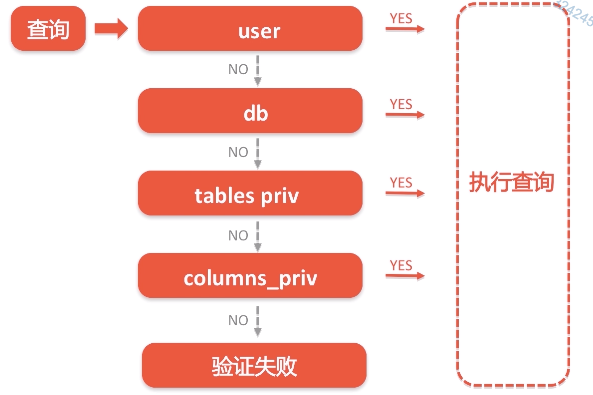 查询
user
YES
NO
db
YES
NO
tables priv
YES
执行查询
NO
columns_priv
YES
NO
验证失败